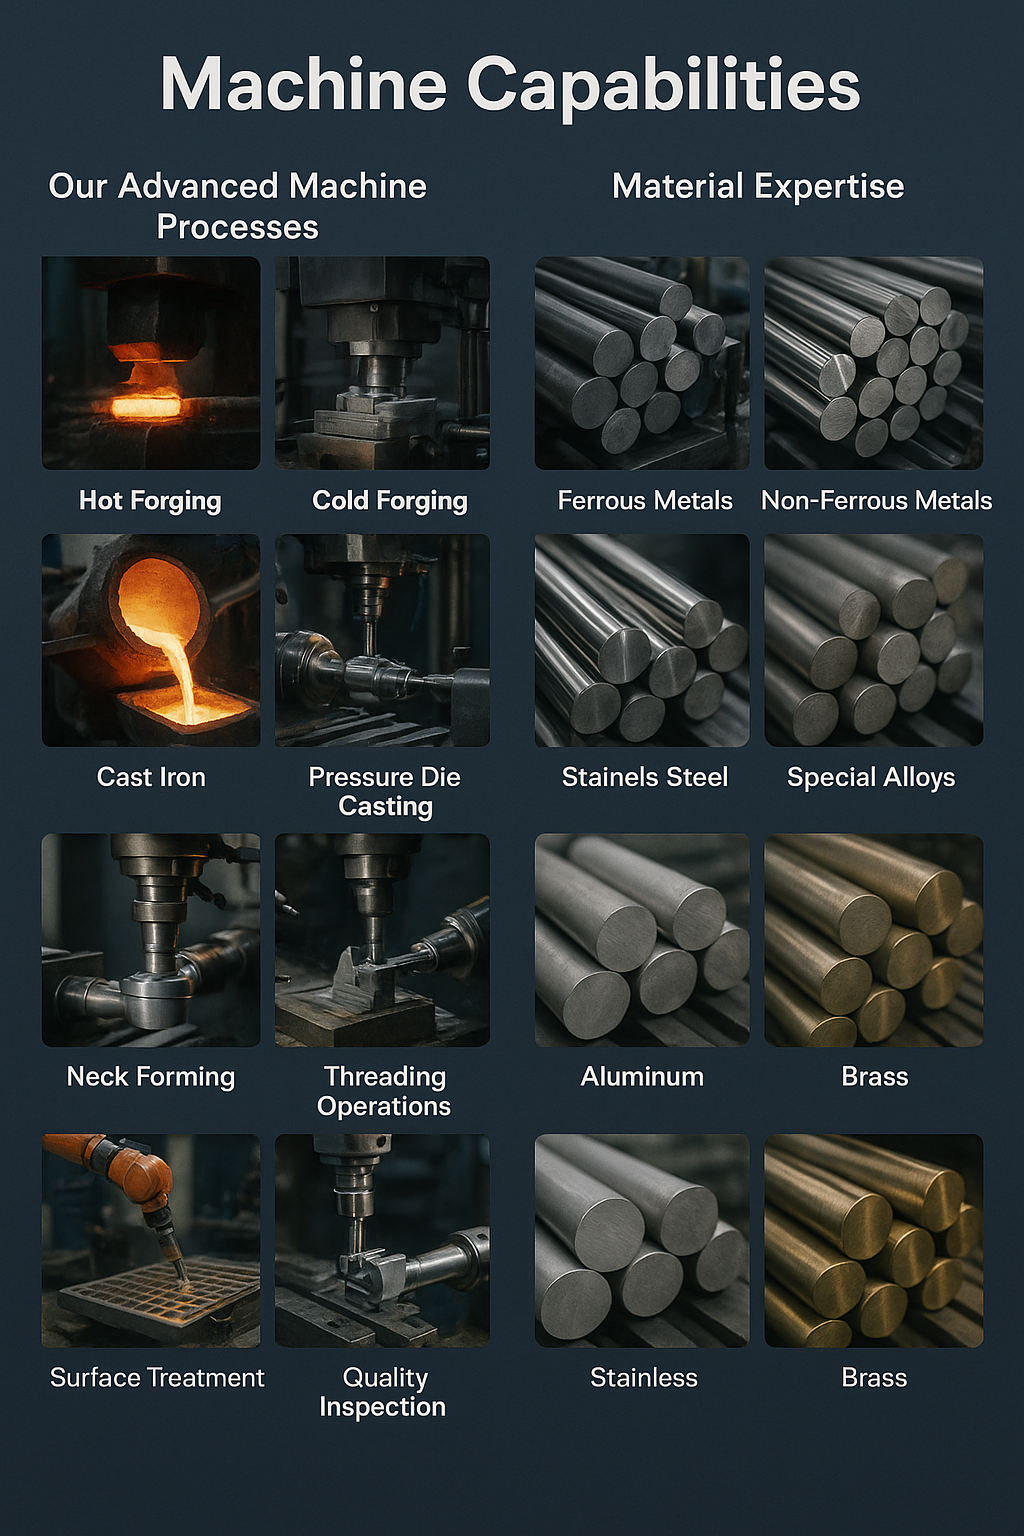 Machine Capabilities
Our Advanced Machine
Processes
Material Expertise
Hot Forging
Cold Forging
Ferrous Metals
Non-Ferrous Metals
Cast Iron
Pressure Die
Casting
Stainels Steel
Special Alloys
Neck Forming
Threading
Operations
Aluminum
Brass
Surface Treatment
Quality
Inspection
Stainless
Brass